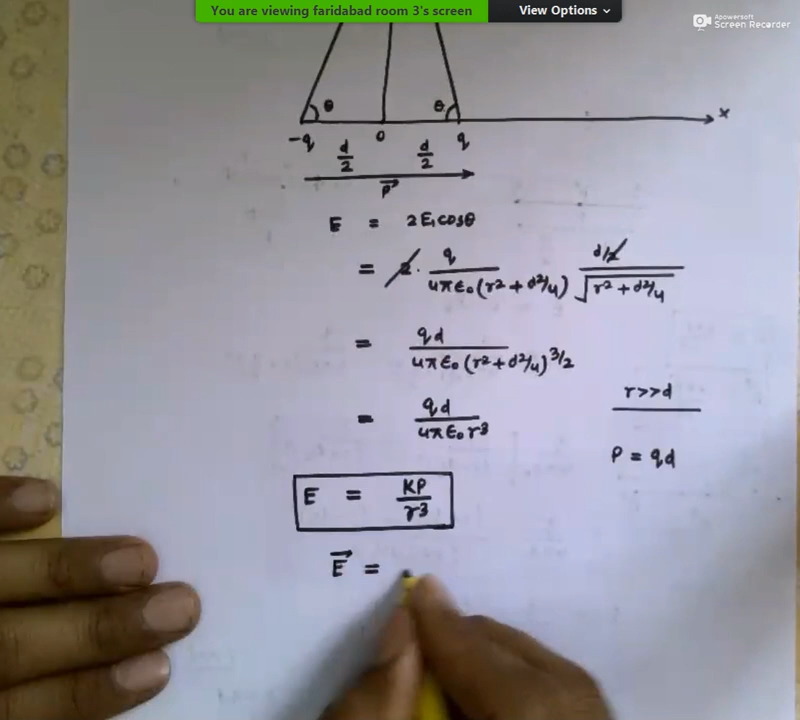 You are viewing faridabad room 3's screen View Options
Apowersoft
Screen Recorder
θ θ
-q 0 q x
d/2 d/2
p⃗
E = 2E₁cosθ
= 2. q/4πε₀(r²+d²/4) d/2/√r²+d²/4
= qd/4πε₀(r²+d²/4)^3/2
r>>d
= qd/4πε₀r³
P = qd
E = KP/r³
E⃗ =